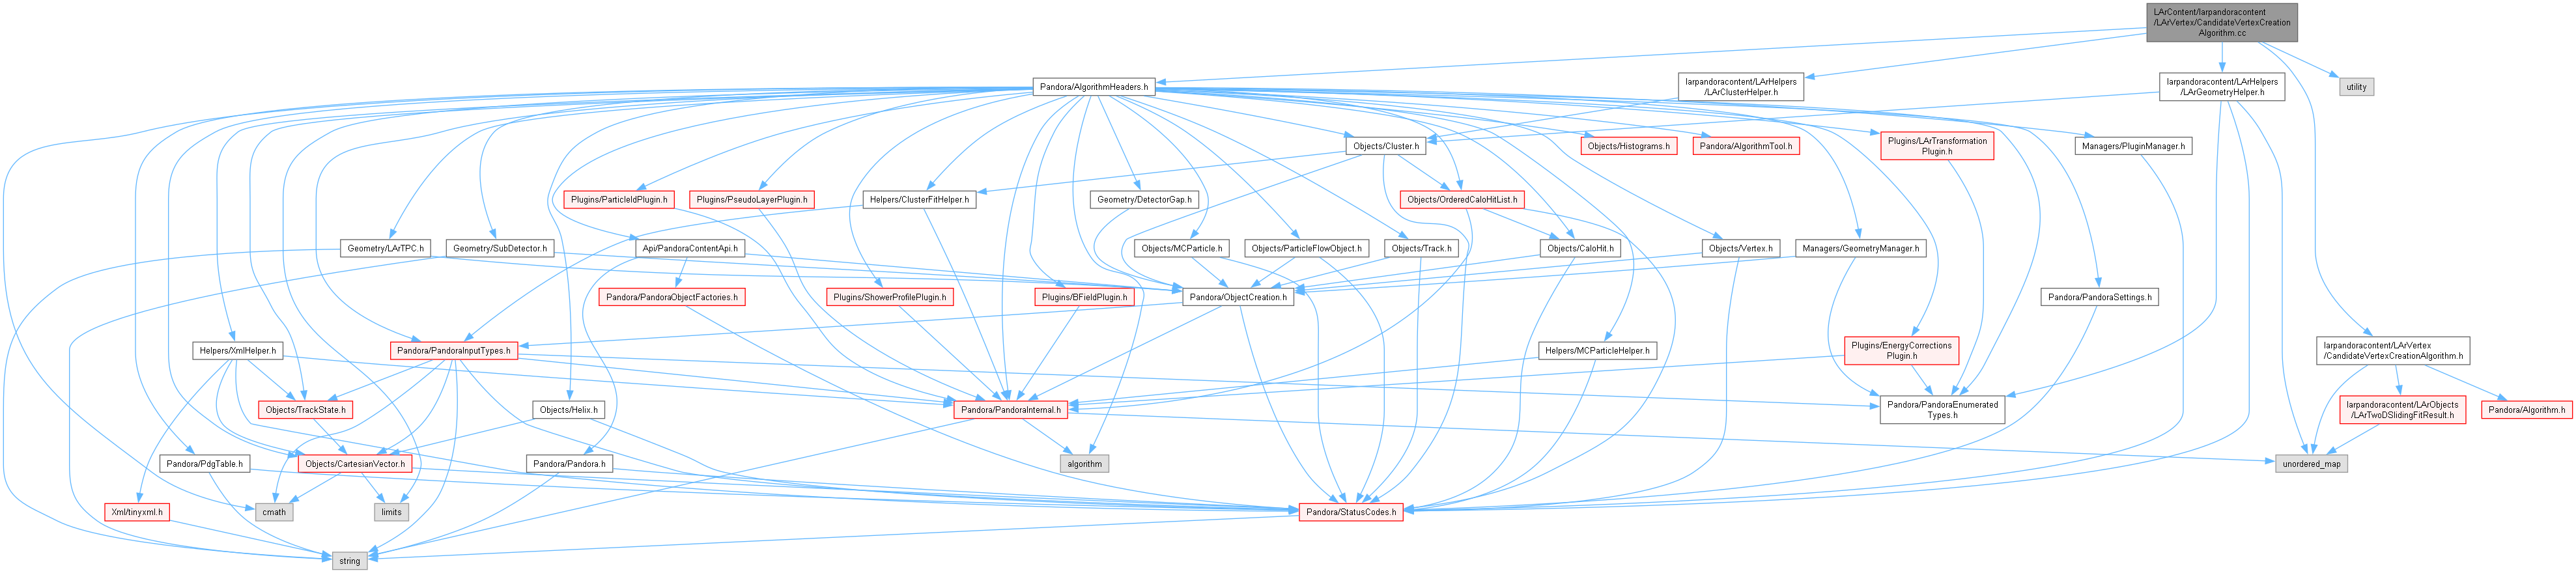 LArContent/larpandoracontent
/LArVertex/CandidateVertexCreation
Algorithm.cc
Pandora/AlgorithmHeaders.h
larpandoracontent/LArHelpers
/LArClusterHelper.h
larpandoracontent/LArHelpers
/LArGeometryHelper.h
utility
Objects/Cluster.h
Objects/Histograms.h
Pandora/AlgorithmTool.h
Plugins/LArTransformation
Plugin.h
Managers/PluginManager.h
Plugins/ParticleIdPlugin.h
Plugins/PseudoLayerPlugin.h
Helpers/ClusterFitHelper.h
Geometry/DetectorGap.h
Objects/OrderedCaloHitList.h
Geometry/LArTPC.h
Geometry/SubDetector.h
Api/PandoraContentApi.h
Objects/MCParticle.h
Objects/ParticleFlowObject.h
Objects/Track.h
Objects/CaloHit.h
Objects/Vertex.h
Managers/GeometryManager.h
Pandora/PandoraObjectFactories.h
Plugins/ShowerProfilePlugin.h
Plugins/BFieldPlugin.h
Pandora/ObjectCreation.h
Pandora/PandoraSettings.h
Helpers/XmlHelper.h
Pandora/PandoraInputTypes.h
Helpers/MCParticleHelper.h
Plugins/EnergyCorrections
Plugin.h
larpandoracontent/LArVertex
/CandidateVertexCreationAlgorithm.h
Objects/TrackState.h
Objects/Helix.h
Pandora/PandoraInternal.h
Pandora/PandoraEnumerated
Types.h
larpandoracontent/LArObjects
/LArTwoDSlidingFitResult.h
Pandora/Algorithm.h
Pandora/PdgTable.h
Objects/CartesianVector.h
Pandora/Pandora.h
algorithm
unordered_map
Xml/tinyxml.h
cmath
limits
Pandora/StatusCodes.h
string